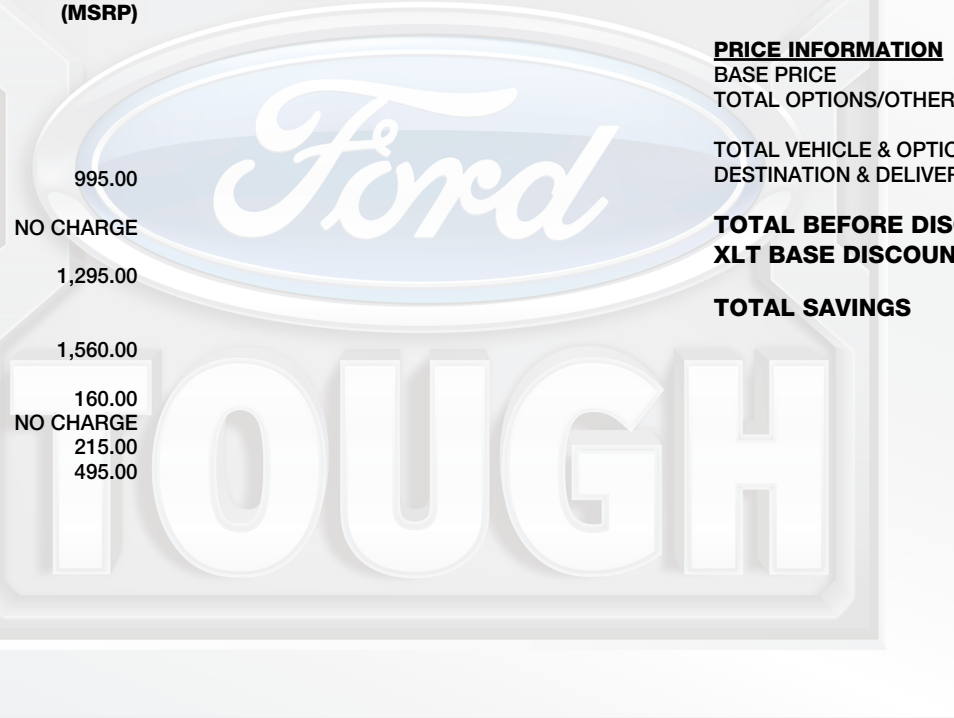 (MSRP)
995.00
NO CHARGE
1,295.00
1,560.00
160.00
NO CHARGE
215.00
495.00
PRICE INFORMATION
BASE PRICE
TOTAL OPTIONS/OTHER
TOTAL VEHICLE & OPTIO
DESTINATION & DELIVER
TOTAL BEFORE DIS
XLT BASE DISCOUN
TOTAL SAVINGS
Ford
TOUGH